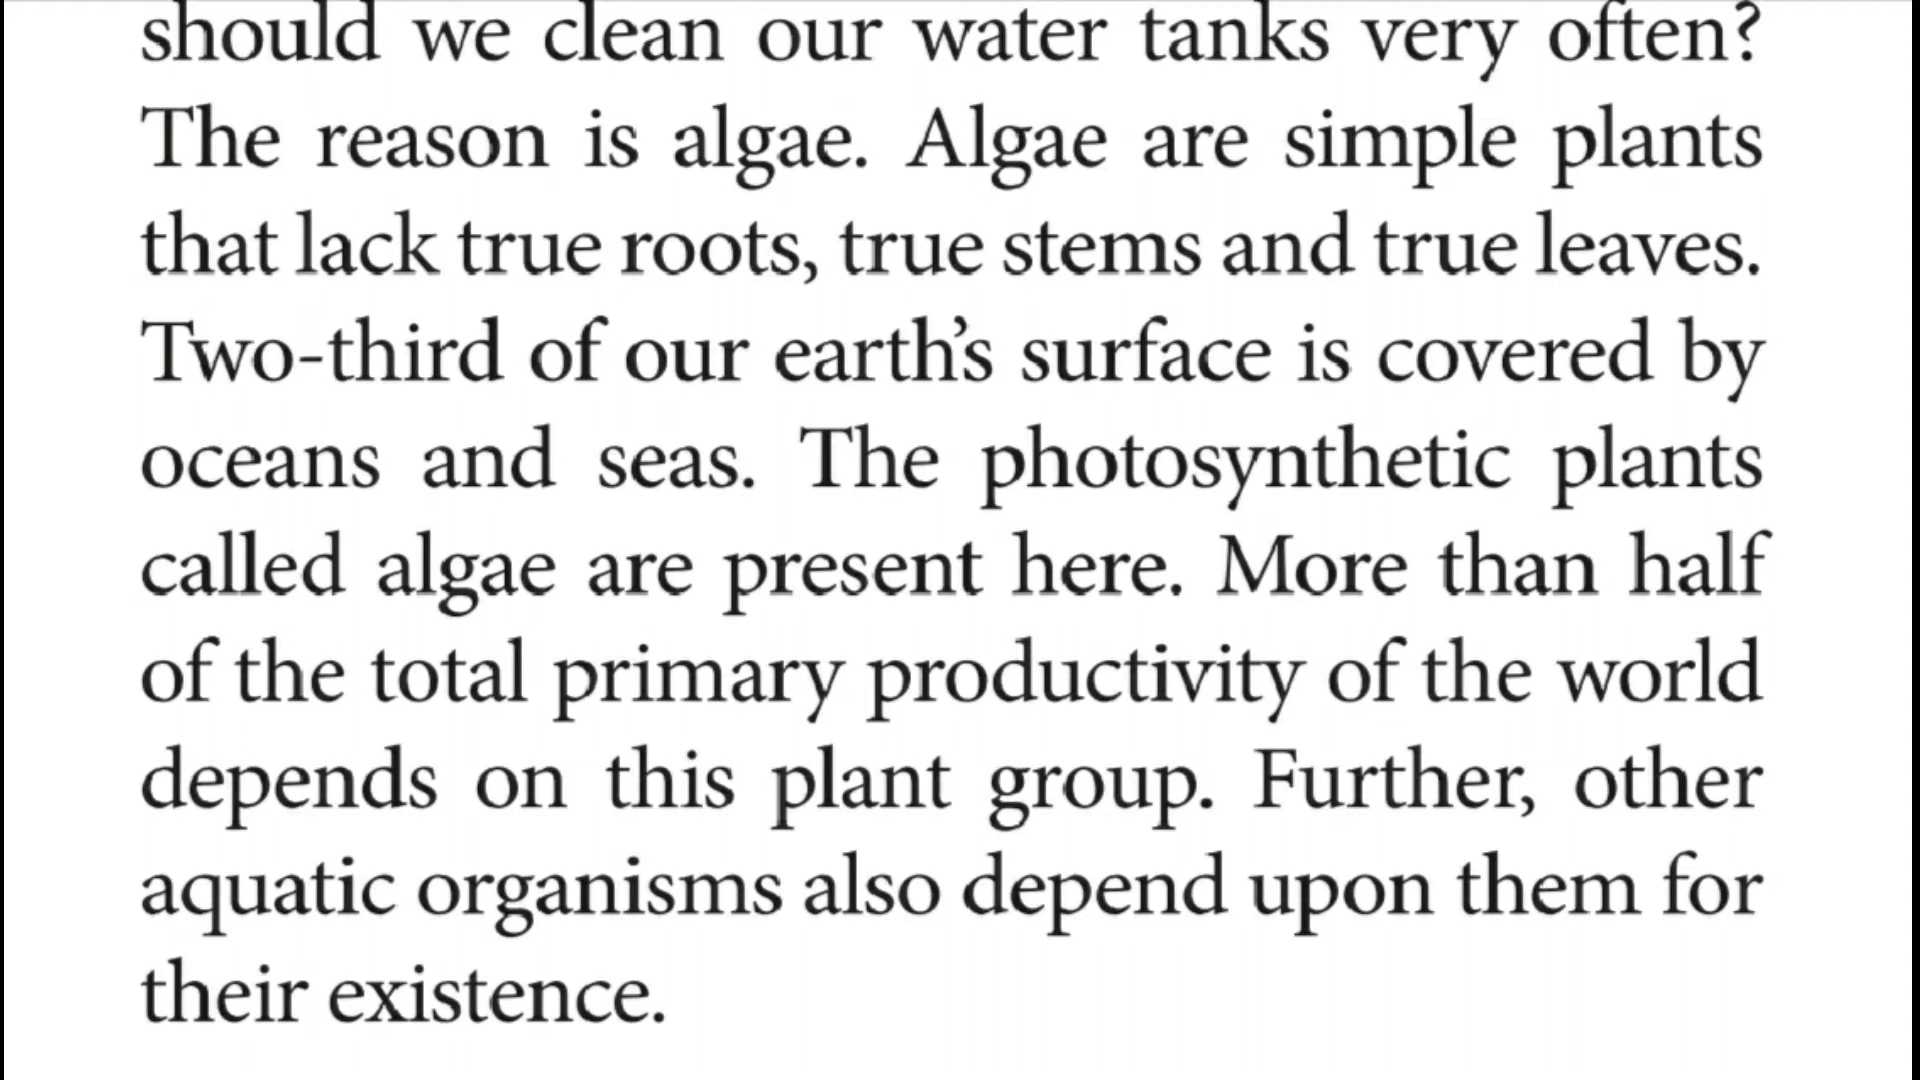 should we clean our water tanks very often?
The reason is algae. Algae are simple plants
that lack true roots, true stems and true leaves.
Two-third of our earth’s surface is covered by
oceans and seas. The photosynthetic plants
called algae are present here. More than half
of the total primary productivity of the world
depends on this plant group. Further, other
aquatic organisms also depend upon them for
their existence.